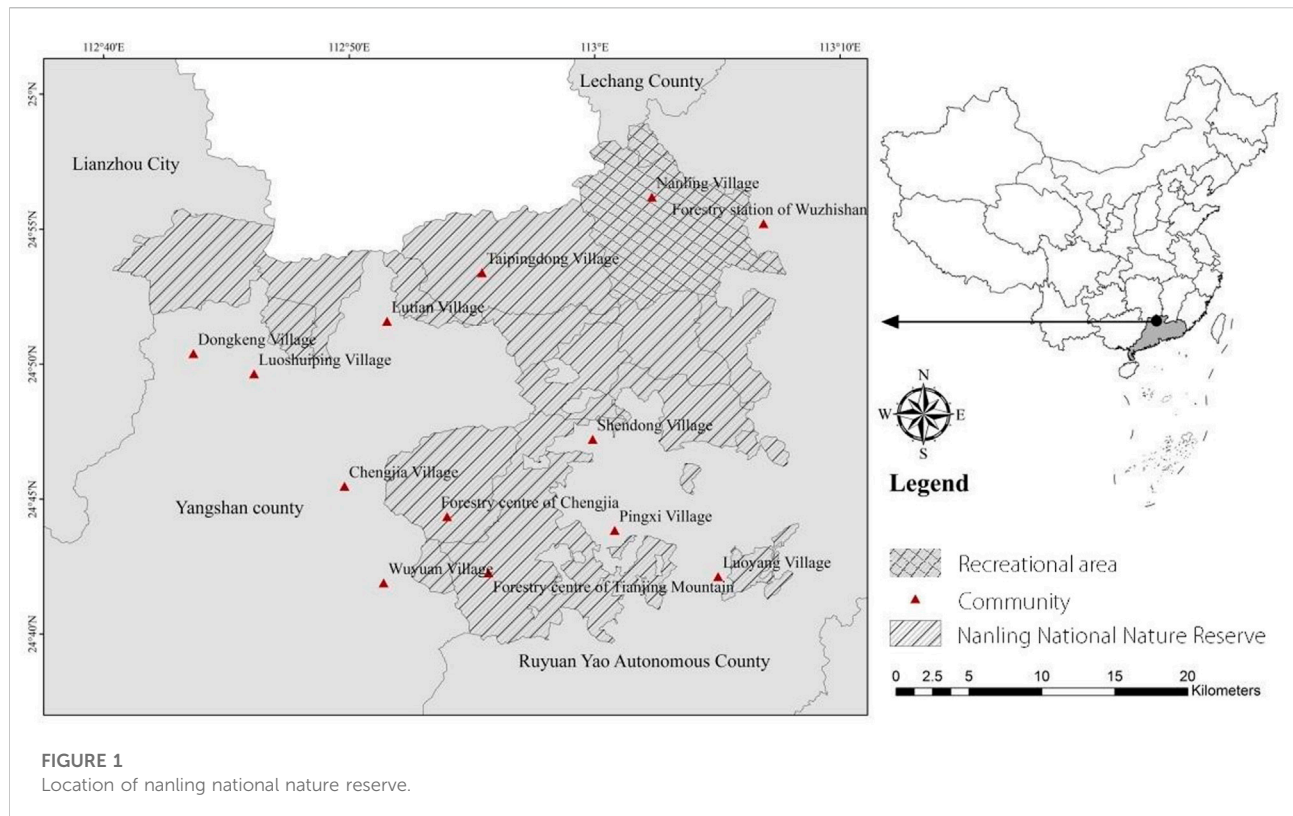 112°40'E
112°50'E
113°E
113°10'E
25°N
24°55'N
24°50'N
24°45'N
24°40'N
Lechang County
Lianzhou City
Nanling Village
Forestry station of Wuzhishan
Taipingdong Village
Lutian Village
Dongkeng Village
Luoshuiping Village
Shendong Village
Chengjia Village
Yangshan county
Forestry centre of Chengjia
Pingxi Village
Luoyang Village
Wuyuan Village
Forestry centre of Tianjing Mountain
Ruyuan Yao Autonomous County
N
W E
S
Legend
Recreational area
Community
Nanling National Nature Reserve
0 2.5 5 10 15 20
Kilometers
FIGURE 1
Location of nanling national nature reserve.